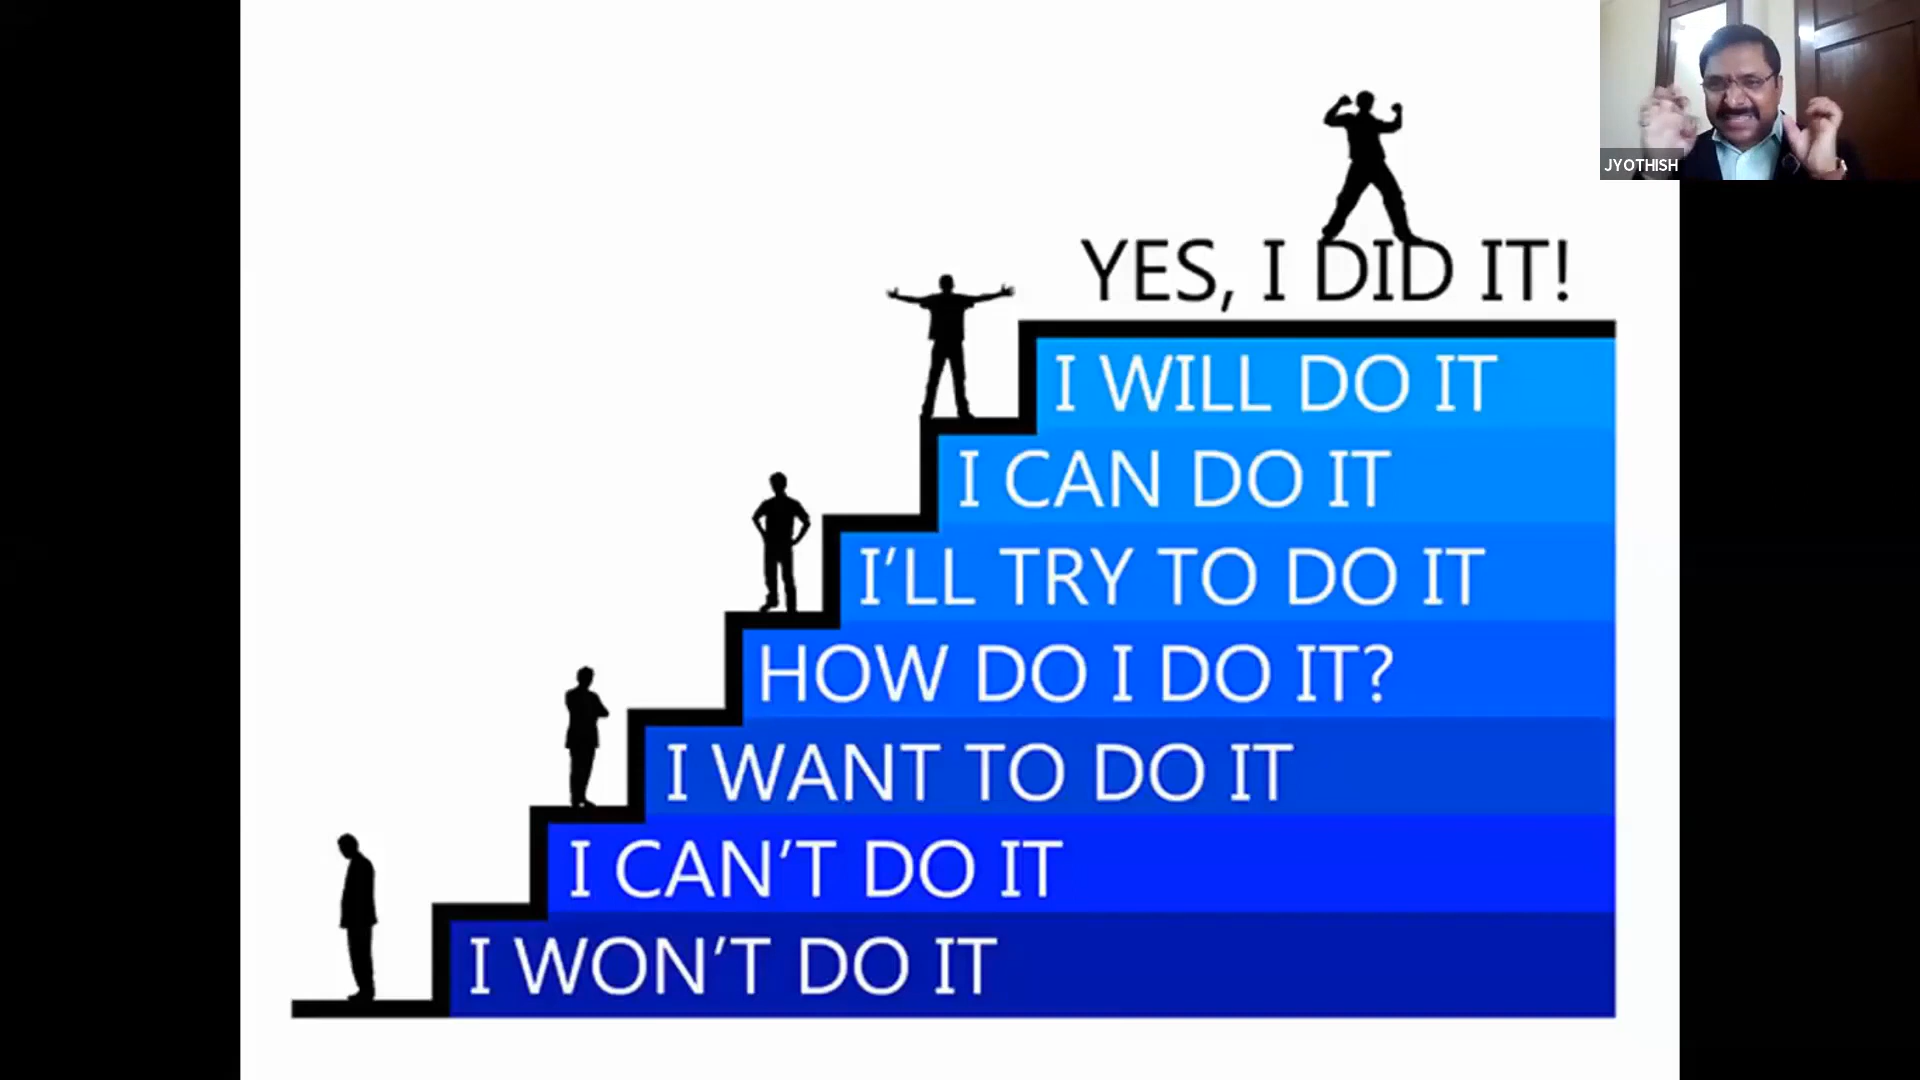 JYOTHISH
YES, I DID IT!
I WILL DO IT
I CAN DO IT
I’LL TRY TO DO IT
HOW DO I DO IT?
I WANT TO DO IT
I CAN’T DO IT
I WON’T DO IT